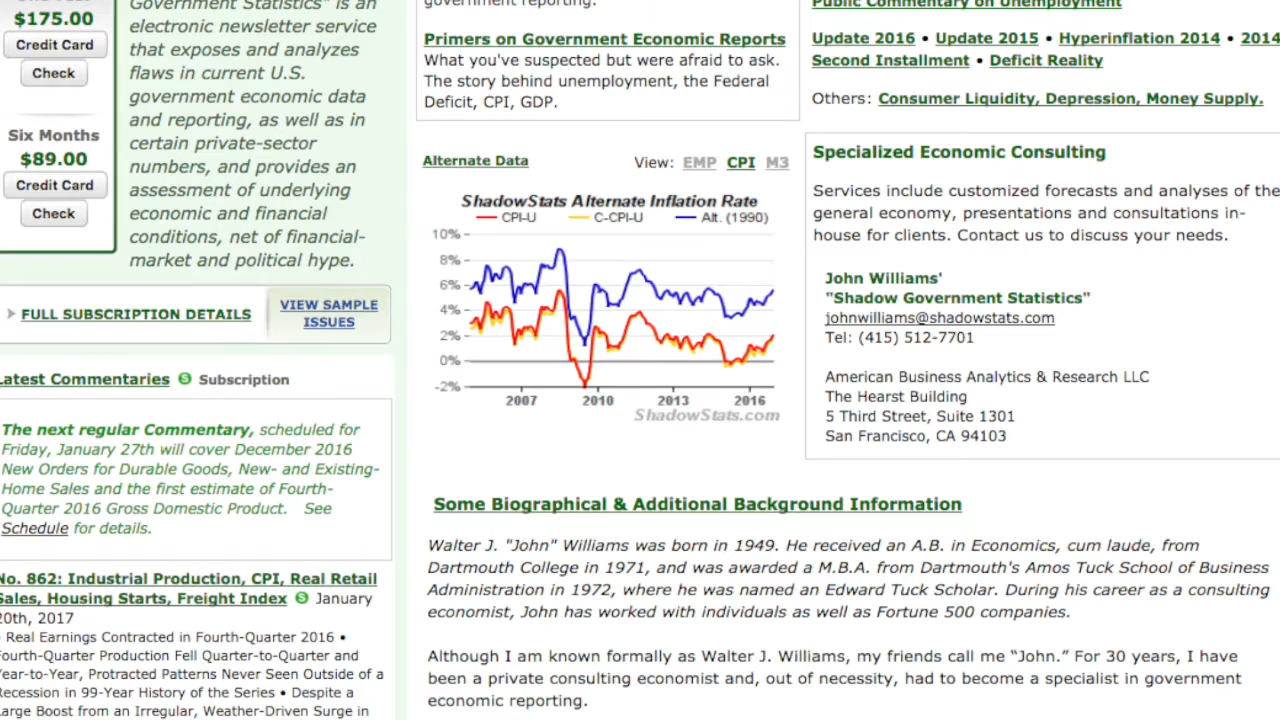 $175.00
Credit Card
Check
Six Months
$89.00
Credit Card
Check
Government Statistics" is an
electronic newsletter service
that exposes and analyzes
flaws in current U.S.
government economic data
and reporting, as well as in
certain private-sector
numbers, and provides an
assessment of underlying
economic and financial
conditions, net of financial-
market and political hype.
FULL SUBSCRIPTION DETAILS
VIEW SAMPLE
ISSUES
Latest Commentaries S Subscription
The next regular Commentary, scheduled for
Friday, January 27th will cover December 2016
New Orders for Durable Goods, New- and Existing-
Home Sales and the first estimate of Fourth-
Quarter 2016 Gross Domestic Product. See
Schedule for details.
No. 862: Industrial Production, CPI, Real Retail
Sales, Housing Starts, Freight Index S January
20th, 2017
Real Earnings Contracted in Fourth-Quarter 2016 •
Fourth-Quarter Production Fell Quarter-to-Quarter and
Year-to-Year, Protracted Patterns Never Seen Outside of a
Recession in 99-Year History of the Series • Despite a
Large Boost from an Irregular, Weather-Driven Surge in
government reporting.
Primers on Government Economic Reports
What you've suspected but were afraid to ask.
The story behind unemployment, the Federal
Deficit, CPI, GDP.
Alternate Data View: EMP CPI M3
ShadowStats Alternate Inflation Rate
CPI-U C-CPI-U Alt. (1990)
10%
8%
6%
4%
2%
0%
-2%
2007 2010 2013 2016
ShadowStats.com
Public Commentary on Unemployment
Update 2016 • Update 2015 • Hyperinflation 2014 • 2014
Second Installment • Deficit Reality
Others: Consumer Liquidity, Depression, Money Supply.
Specialized Economic Consulting
Services include customized forecasts and analyses of the
general economy, presentations and consultations in-
house for clients. Contact us to discuss your needs.
John Williams'
"Shadow Government Statistics"
johnwilliams@shadowstats.com
Tel: (415) 512-7701
American Business Analytics & Research LLC
The Hearst Building
5 Third Street, Suite 1301
San Francisco, CA 94103
Some Biographical & Additional Background Information
Walter J. "John" Williams was born in 1949. He received an A.B. in Economics, cum laude, from
Dartmouth College in 1971, and was awarded a M.B.A. from Dartmouth's Amos Tuck School of Business
Administration in 1972, where he was named an Edward Tuck Scholar. During his career as a consulting
economist, John has worked with individuals as well as Fortune 500 companies.
Although I am known formally as Walter J. Williams, my friends call me “John.” For 30 years, I have
been a private consulting economist and, out of necessity, had to become a specialist in government
economic reporting.